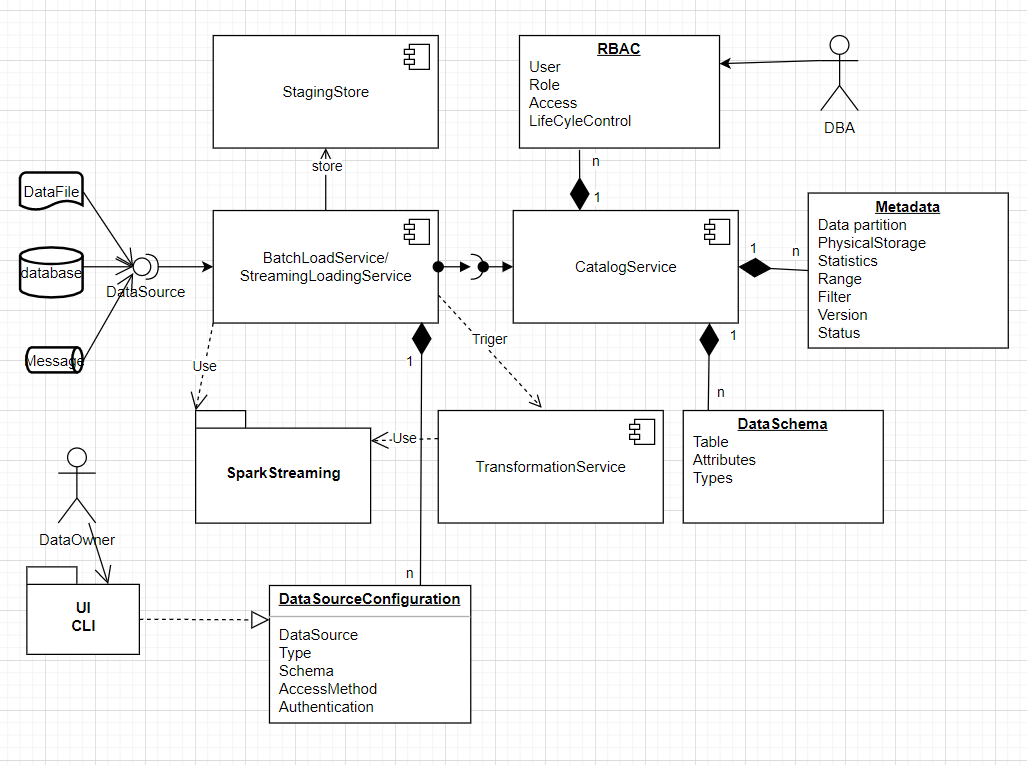 StagingStore
RBAC
User
Role
Access
LifeCyleControl
DBA
n
1
store
DataFile
database
Message
DataSource
BatchLoadService/
StreamingLoadingService
CatalogService
1
n
Metadata
Data partition
PhysicalStorage
Statistics
Range
Filter
Version
Status
Use
1
Triger
1
n
SparkStreaming
Use
TransformationService
DataSchema
Table
Attributes
Types
DataOwner
UI
CLI
n
DataSourceConfiguration
DataSource
Type
Schema
AccessMethod
Authentication